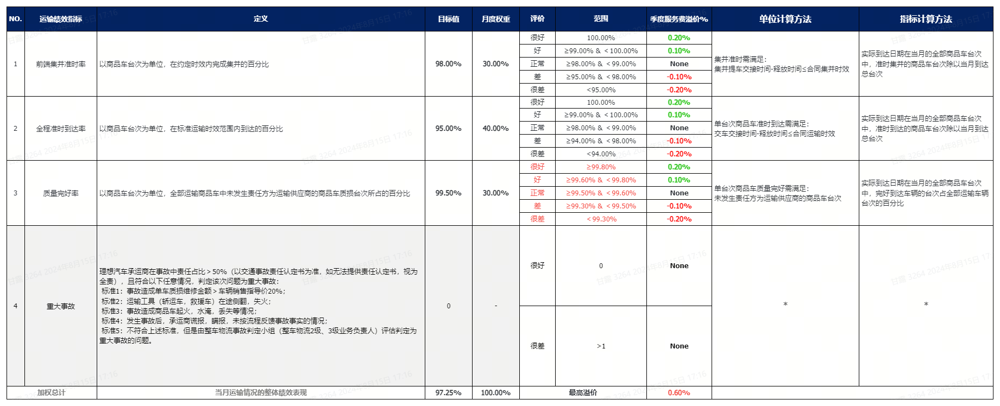 NO. 运输绩效指标 定义 目标值 月度权重 评价 范围 季度服务费溢价% 单位计算方法 指标计算方法
1 前端集并准时率 以商品车台次为单位，在约定时效内完成集并的百分比 98.00% 30.00%
很好 100.00% 0.20%
好 ≥99.00% & ＜100.00% 0.10%
正常 ≥98.00% & ＜99.00% None
差 ≥95.00% & ＜98.00% -0.10%
很差 <95.00% -0.20%
集并准时需满足：
集并提车交接时间-释放时间≤合同集并时效
实际到达日期在当月的全部商品车台次
中，准时集并的商品车台次除以当月到达
总台次
2 全程准时到达率 以商品车台次为单位，在标准运输时效范围内到达的百分比 95.00% 40.00%
很好 100.00% 0.20%
好 ≥99.00% & ＜100.00% 0.10%
正常 ≥98.00% & ＜99.00% None
差 ≥94.00% & ＜98.00% -0.10%
很差 <94.00% -0.20%
单台次商品车准时到达需满足：
交车交接时间-释放时间≤合同运输时效
实际到达日期在当月的全部商品车台次
中，准时到达的商品车台次除以当月到达
总台次
3 质量完好率 以商品车台次为单位，全部运输商品车中未发生责任方为运输供应商的商品车质损台次所占的百分比 99.50% 30.00%
很好 ≥99.80% 0.20%
好 ≥99.60% & ＜99.80% 0.10%
正常 ≥99.50% & ＜99.60% None
差 ≥99.30% & ＜99.50% -0.10%
很差 ＜99.30% -0.20%
单台次商品车质量完好需满足：
未发生责任方为运输供应商的商品车台次
实际到达日期在当月的全部商品车台次
中，完好到达车辆的台次占全部运输车辆
台次的百分比
4 重大事故
理想汽车承运商在事故中责任占比＞50%（以交通事故责任认定书为准，如无法提供责任认定书，视为
全责），且符合以下任意情况，判定该次问题为重大事故：
标准1：事故造成单车质损维修金额＞车辆销售指导价20%；
标准2：运输工具（轿运车，救援车）在途侧翻，失火；
标准3：事故造成商品车起火，水淹，丢失等情况；
标准4：发生事故后，承运商谎报，瞒报，未按流程反馈事故事实的情况；
标准5：不符合上述标准，但是由整车物流事故判定小组（整车物流2级、3级业务负责人）评估判定为
重大事故的问题。
0 -
很好 0 None
很差 >1 None
* *
加权总计 当月运输情况的整体绩效表现 97.25% 100.00% 最高溢价 0.60%
甘露 3264 2024年8月15日 17:16